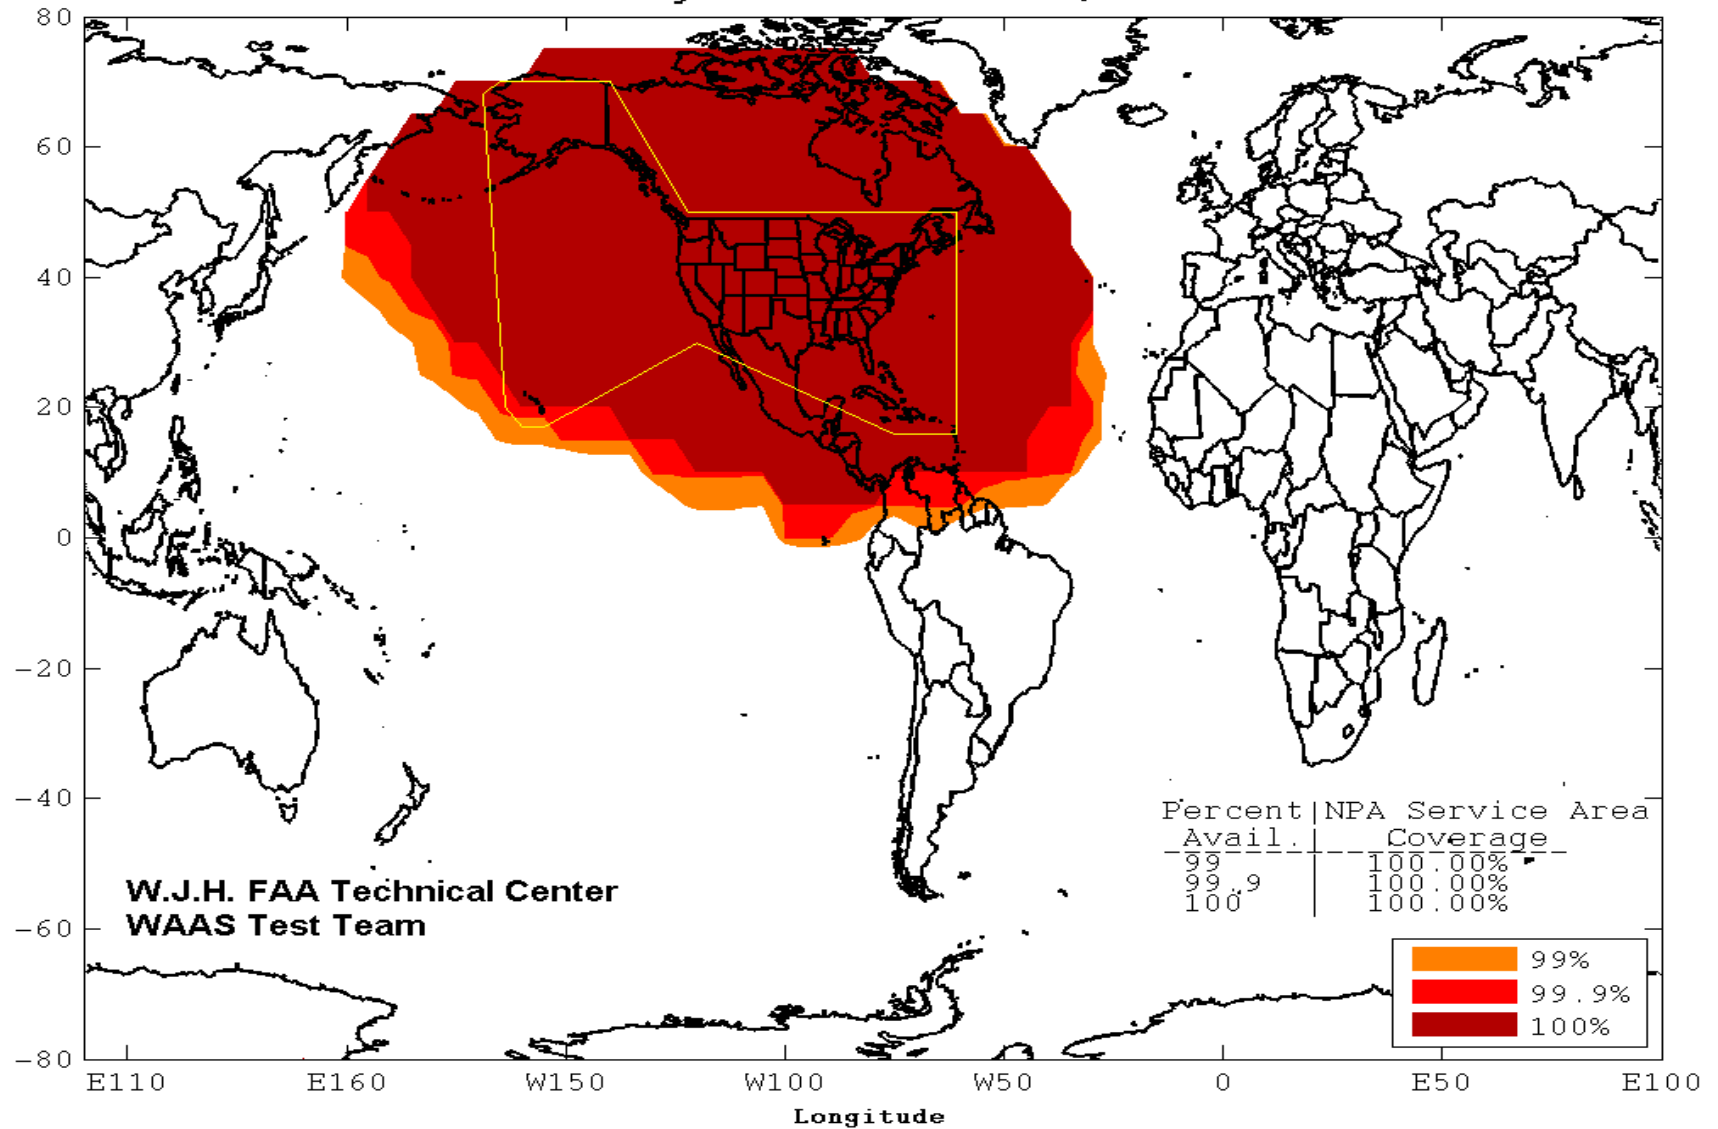 80
60
40
20
0
-20
-40
-60
-80
Percent|NPA Service Area
Avail.| Coverage
99 | 100.00%
99.9 | 100.00%
100 | 100.00%
W.J.H. FAA Technical Center
WAAS Test Team
99%
99.9%
100%
E110 E160 W150 W100 W50 0 E50 E100
Longitude